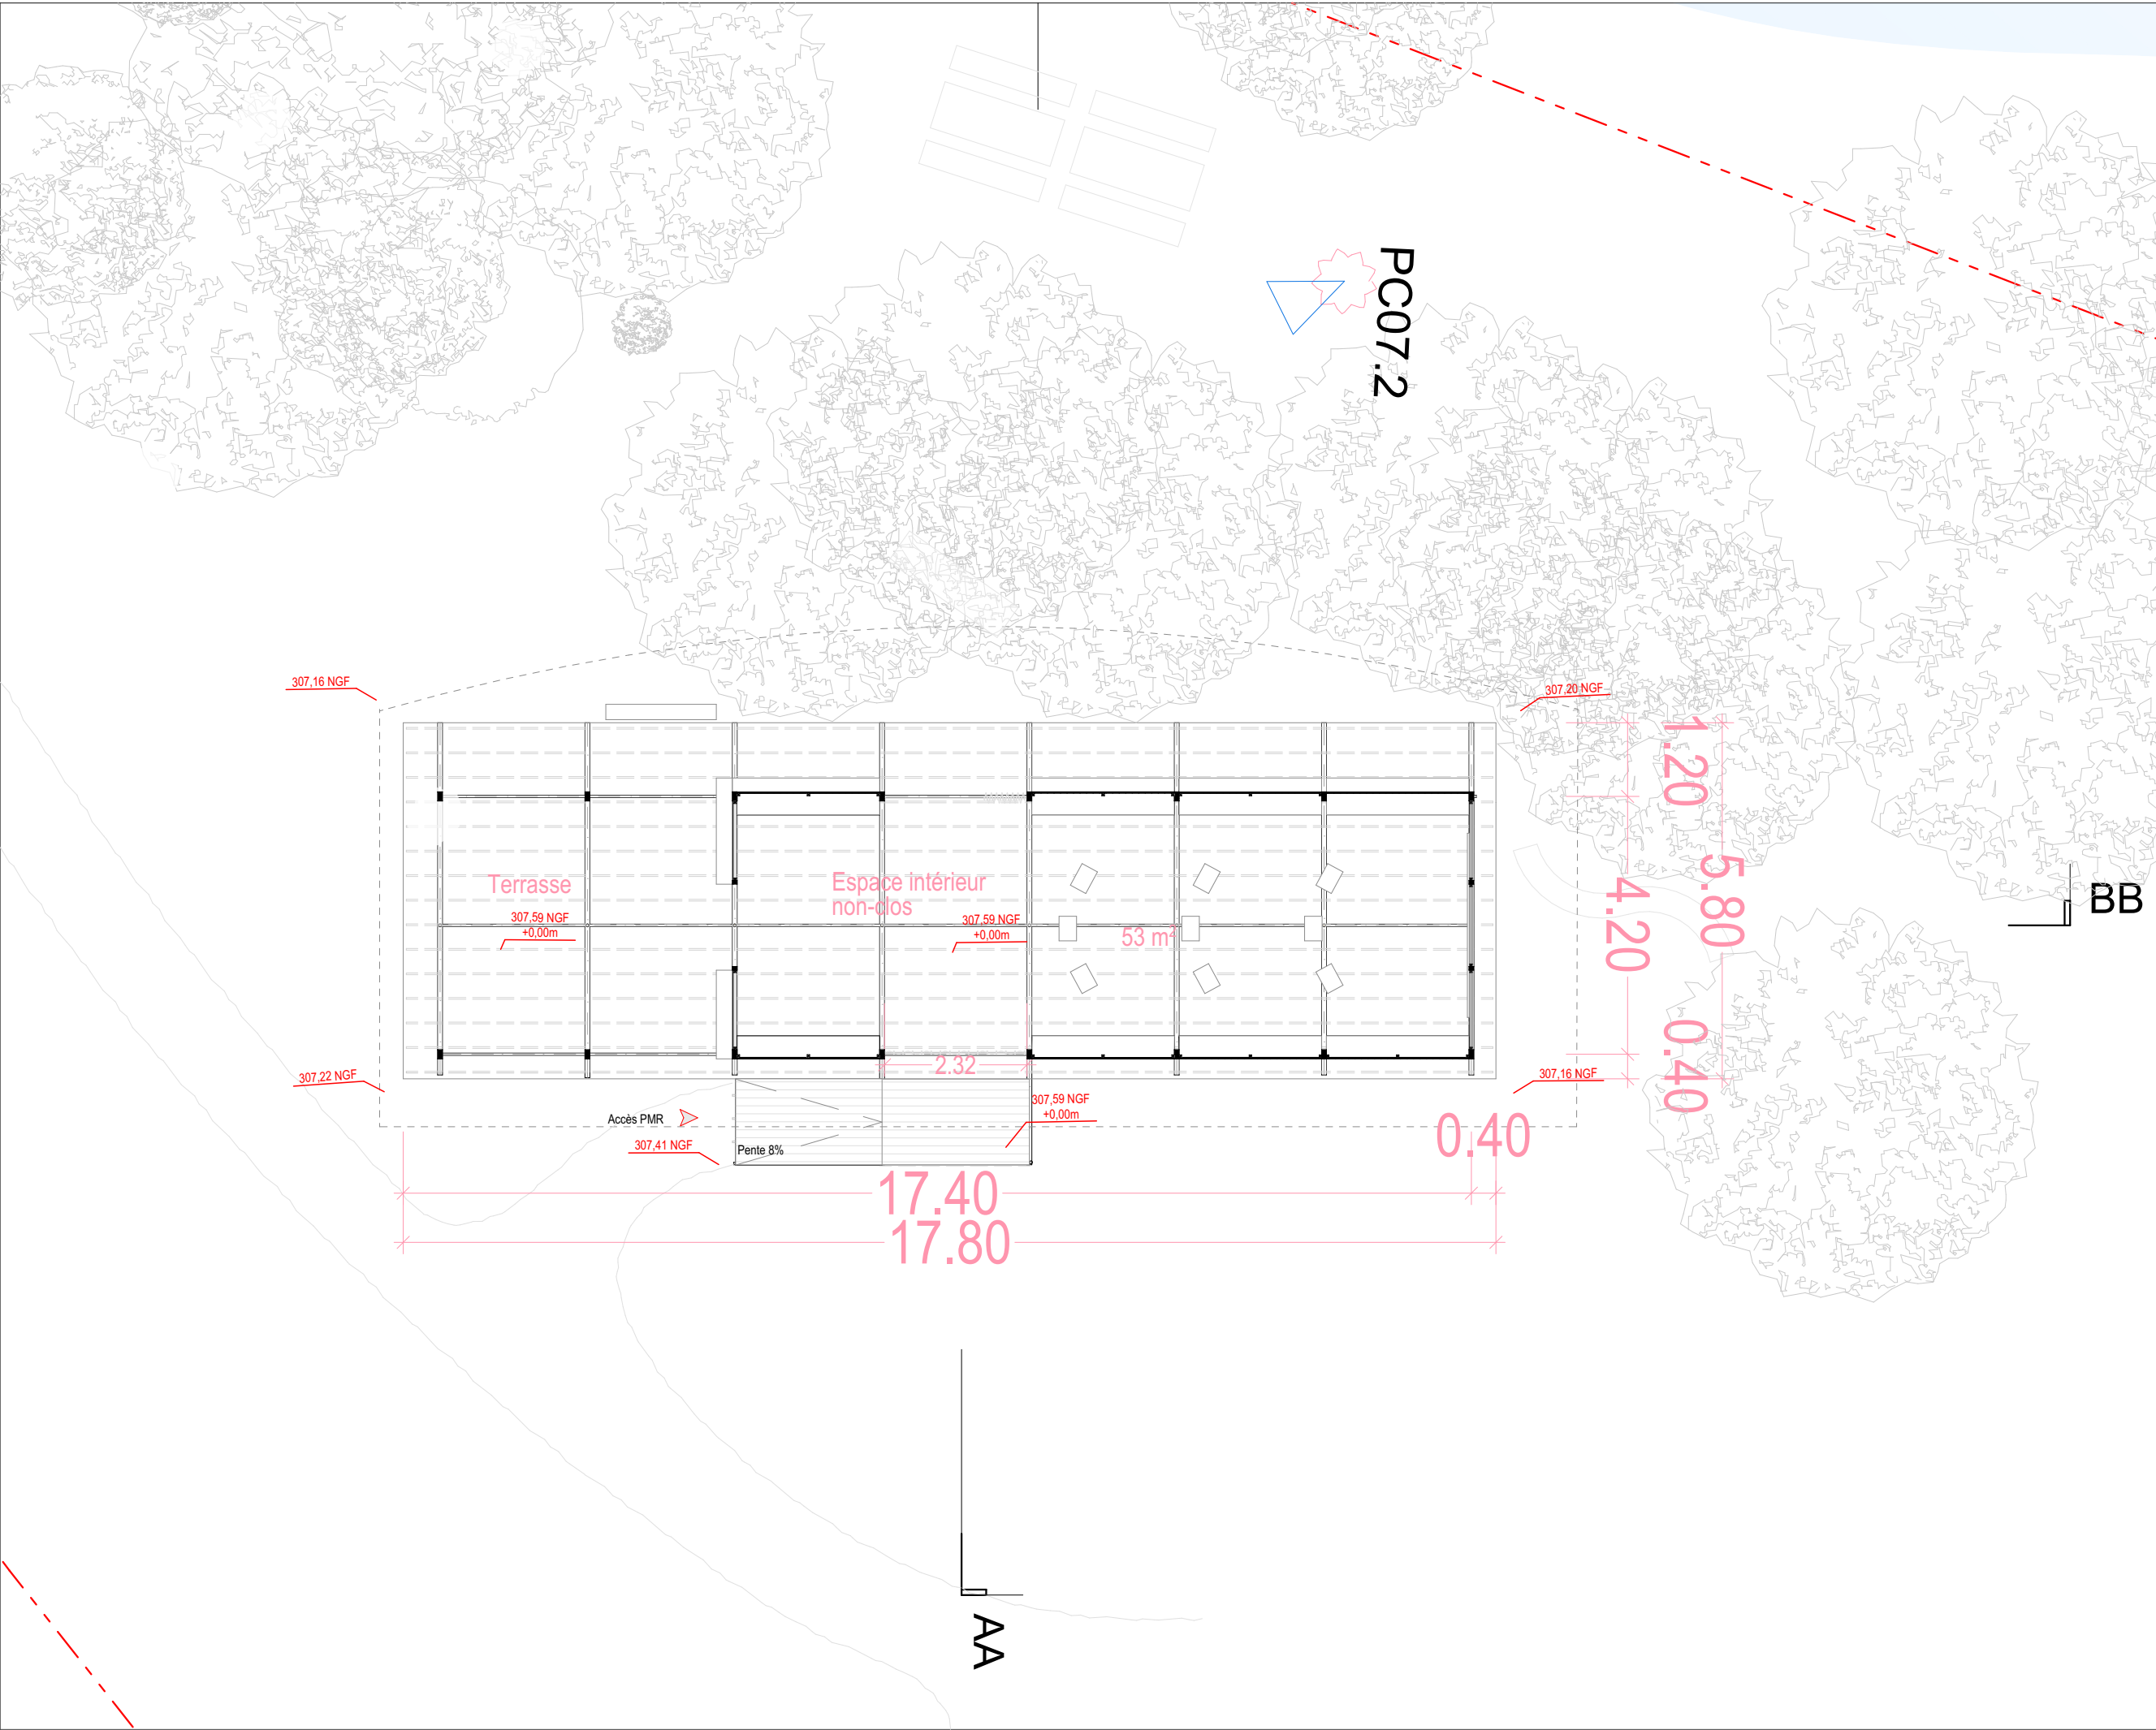 PC07.2
307,16 NGF
307,20 NGF
1.20
5.80
4.20
0.40
BB
Terrasse
307,59 NGF
+0,00m
Espace intérieur
non-clos
307,59 NGF
+0,00m
53 m²
2.32
307,22 NGF
307,16 NGF
Accès PMR
307,59 NGF
+0,00m
307,41 NGF
Pente 8%
0.40
17.40
17.80
AA